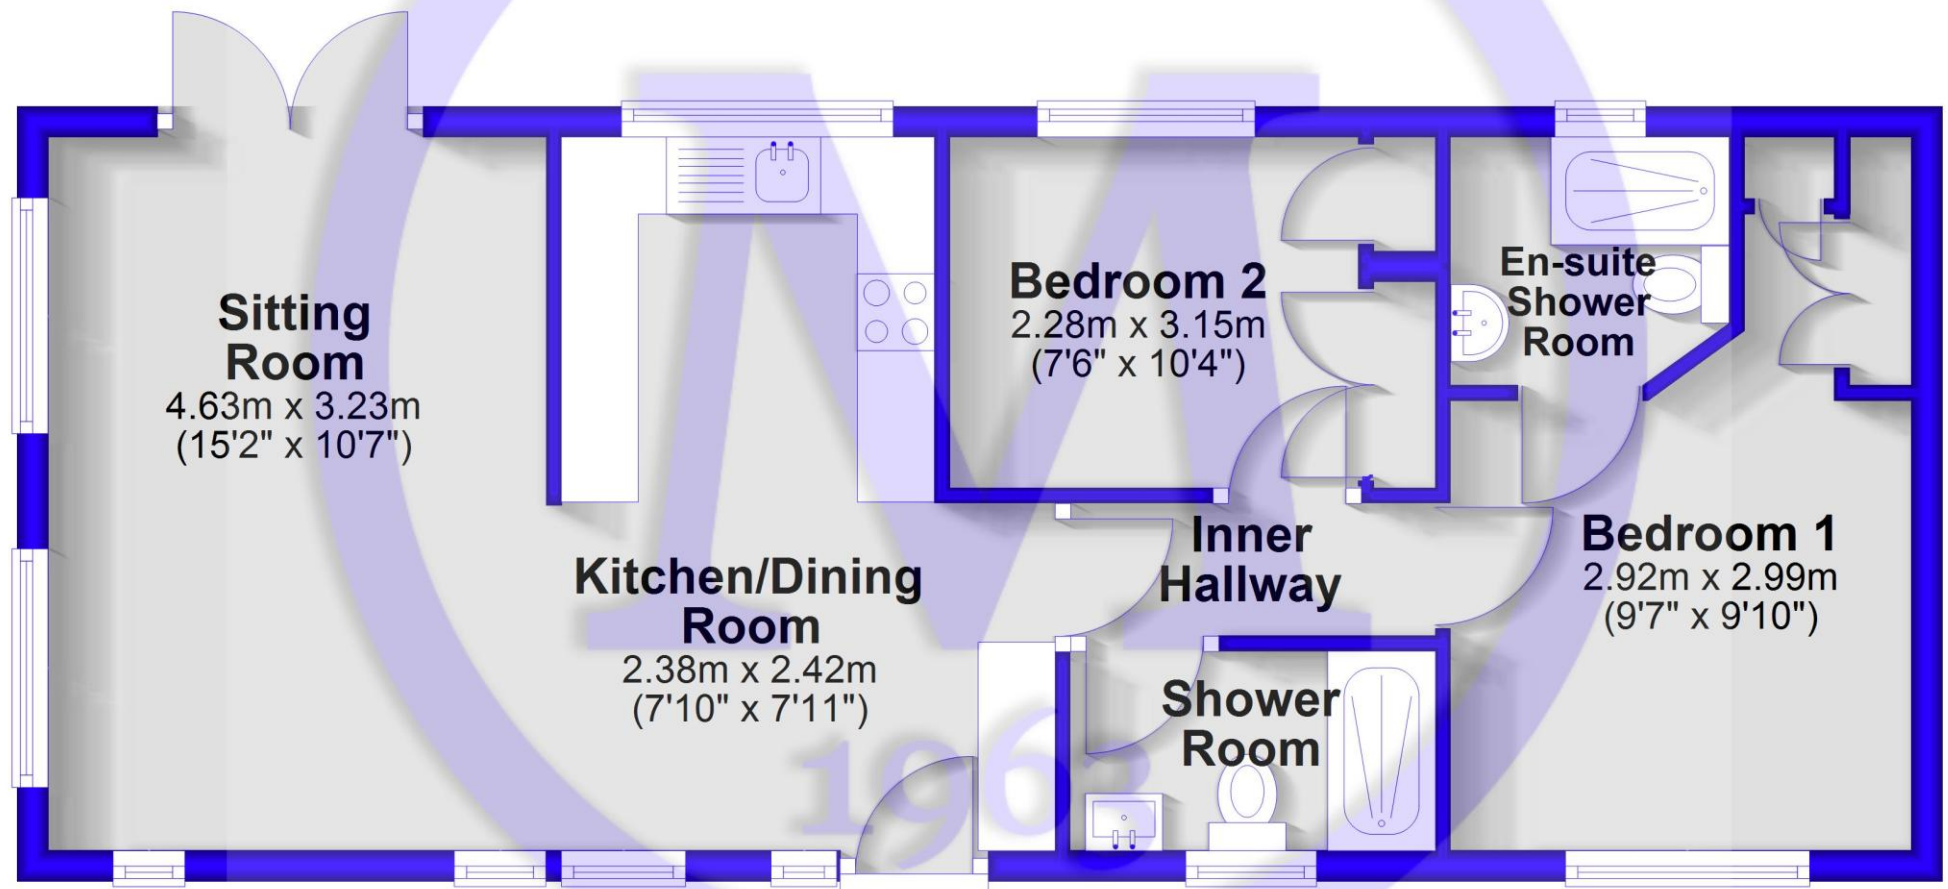 Sitting
Room
4.63m x 3.23m
(15'2" x 10'7")
Kitchen/Dining
Room
2.38m x 2.42m
(7'10" x 7'11")
Bedroom 2
2.28m x 3.15m
(7'6" x 10'4")
En-suite
Shower
Room
Inner
Hallway
Bedroom 1
2.92m x 2.99m
(9'7" x 9'10")
Shower
Room
M
1963